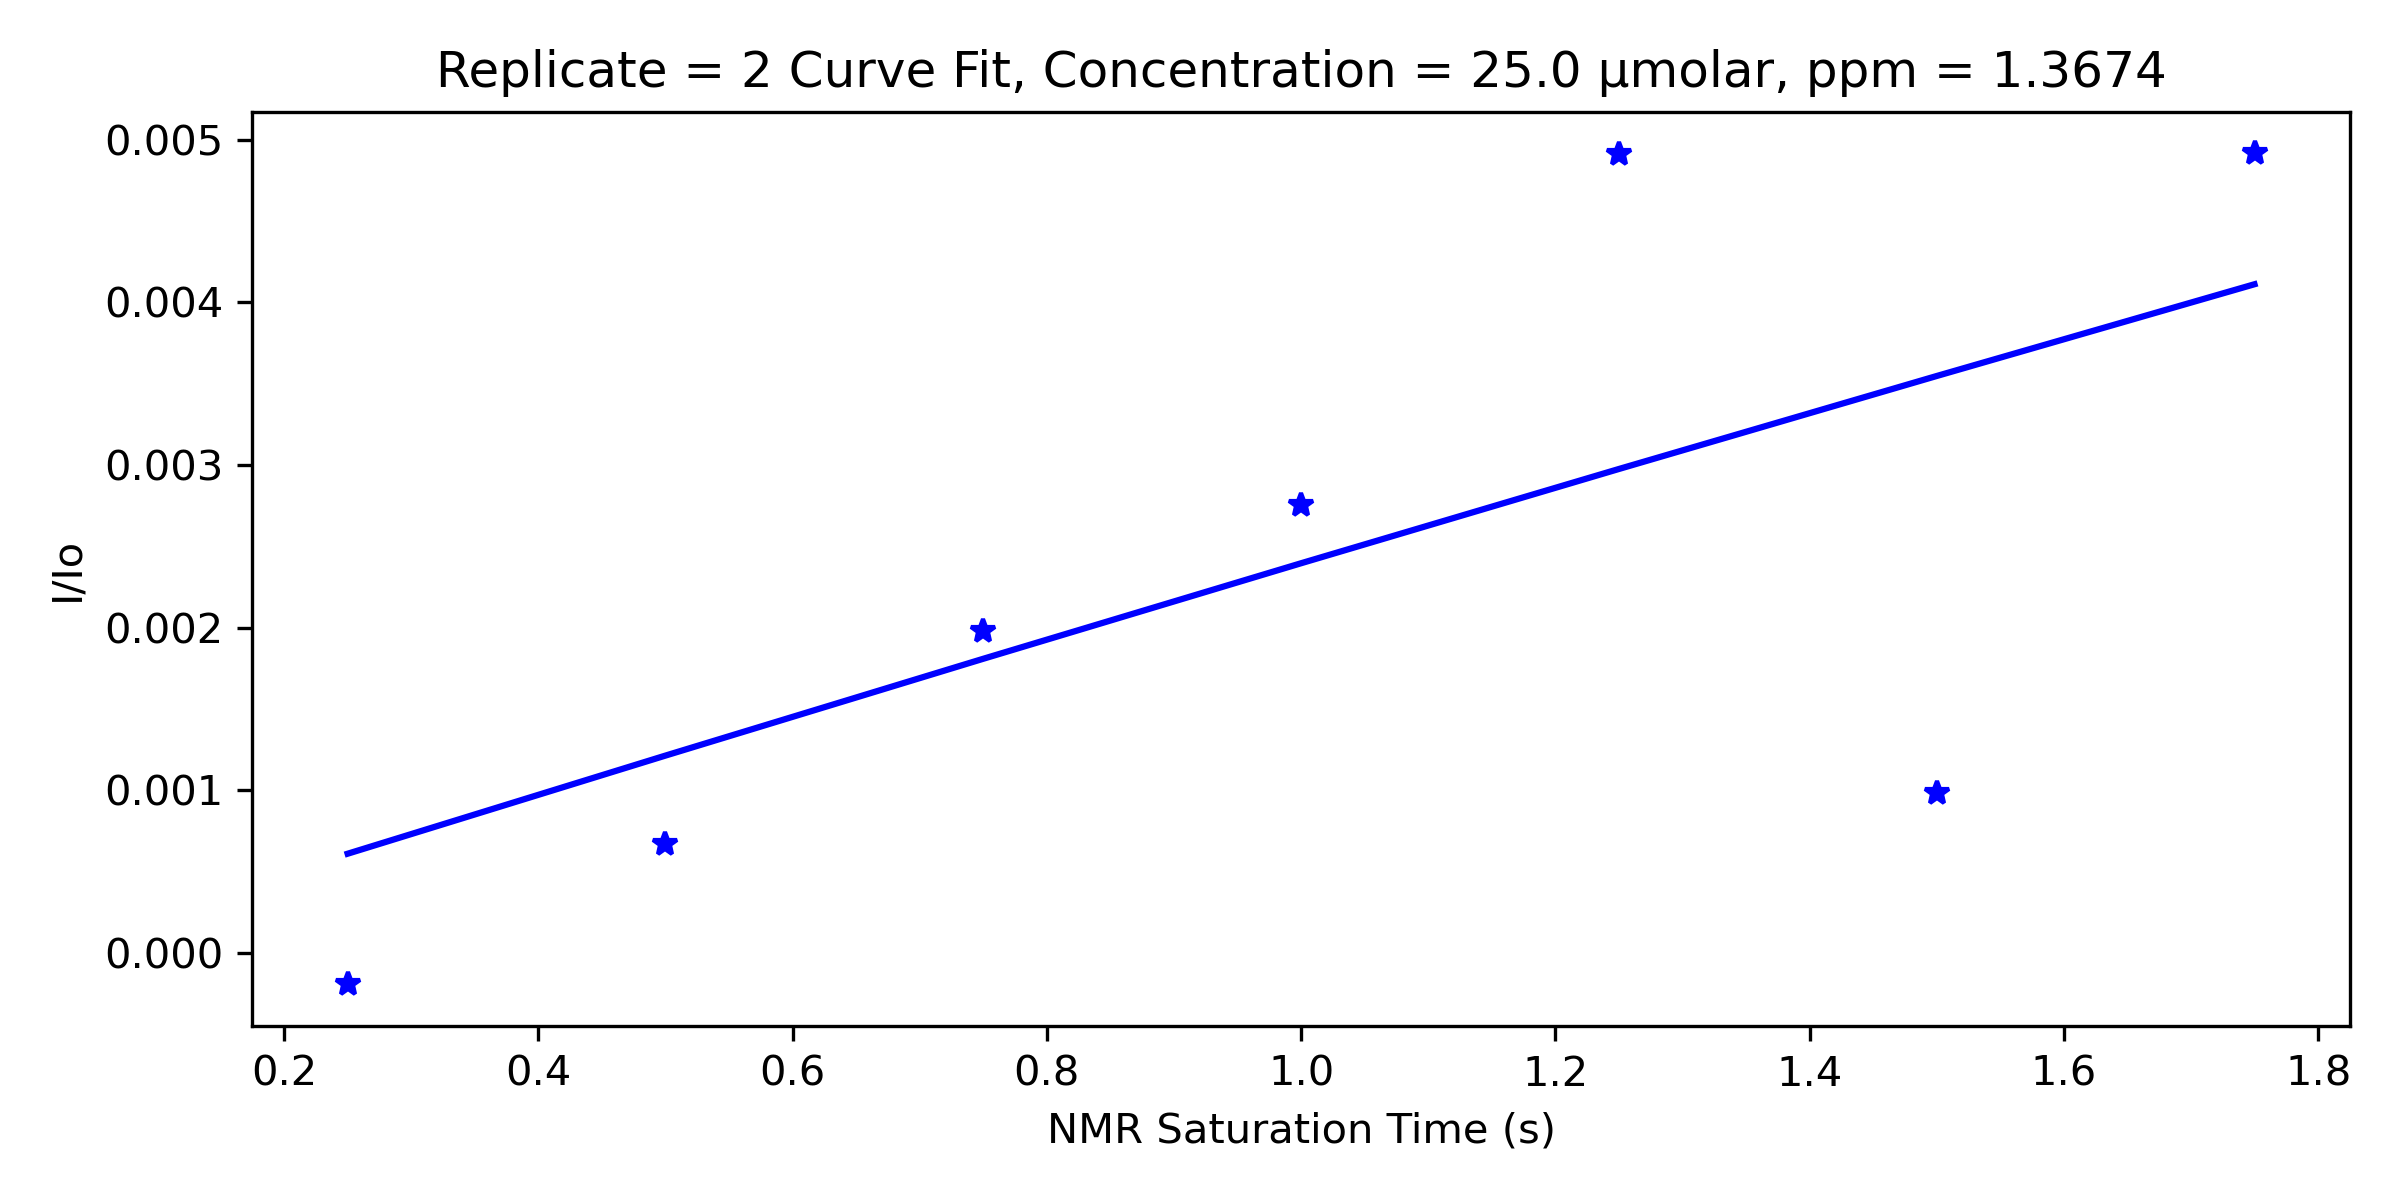 Replicate = 2 Curve Fit, Concentration = 25.0 µmolar, ppm = 1.3674
0.005
0.004
0.003
0.002
0.001
0.000
I/Io
0.2 0.4 0.6 0.8 1.0 1.2 1.4 1.6 1.8
NMR Saturation Time (s)